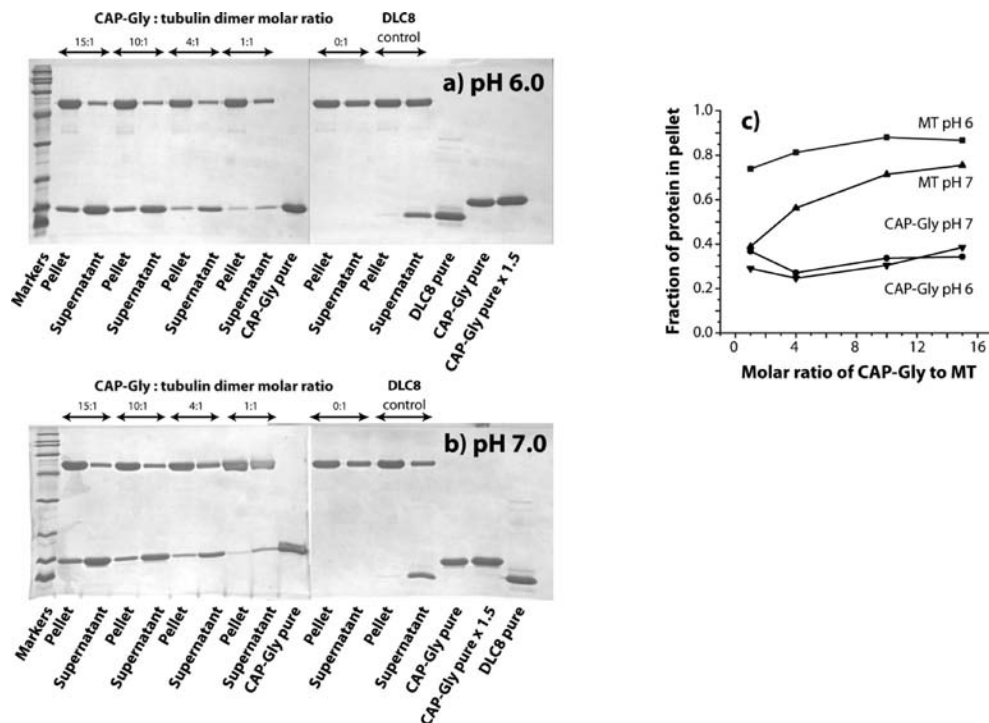 CAP-Gly : tubulin dimer molar ratio
DLC8
control
15:1 10:1 4:1 1:1 0:1
a) pH 6.0
Markers
Pellet
Supernatant
Pellet
Supernatant
Pellet
Supernatant
Pellet
Supernatant
CAP-Gly pure
Pellet
Supernatant
Pellet
Supernatant
DLC8 pure
CAP-Gly pure
CAP-Gly pure x 1.5
CAP-Gly : tubulin dimer molar ratio
DLC8
control
15:1 10:1 4:1 1:1 0:1
b) pH 7.0
Markers
Pellet
Supernatant
Pellet
Supernatant
Pellet
Supernatant
Pellet
Supernatant
CAP-Gly pure
Pellet
Supernatant
Pellet
Supernatant
CAP-Gly pure
CAP-Gly pure x 1.5
DLC8 pure
c)
Fraction of protein in pellet
1.0
0.8
0.6
0.4
0.2
0.0
MT pH 6
MT pH 7
CAP-Gly pH 7
CAP-Gly pH 6
0 4 8 12 16
Molar ratio of CAP-Gly to MT